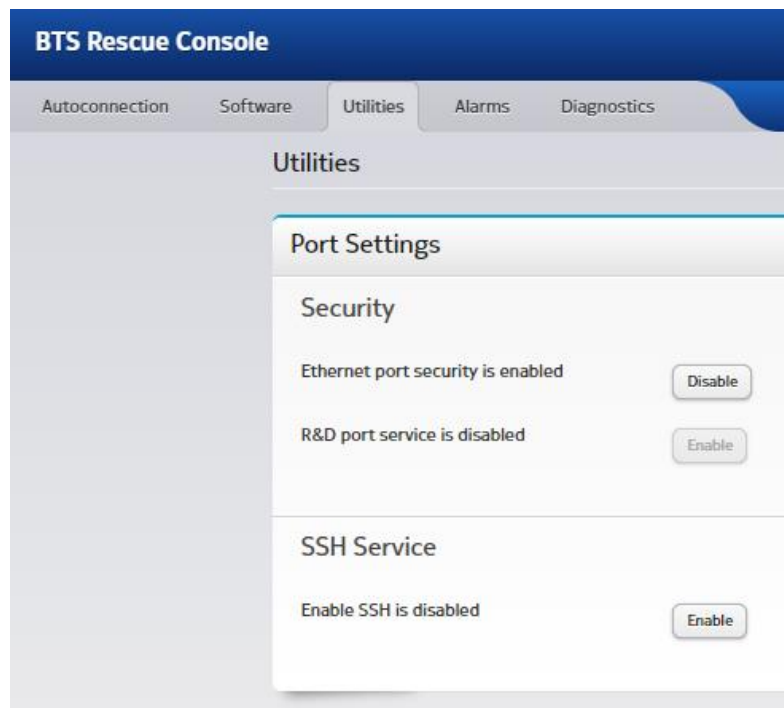 BTS Rescue Console
Autoconnection Software Utilities Alarms Diagnostics
Utilities
Port Settings
Security
Ethernet port security is enabled Disable
R&D port service is disabled Enable
SSH Service
Enable SSH is disabled Enable